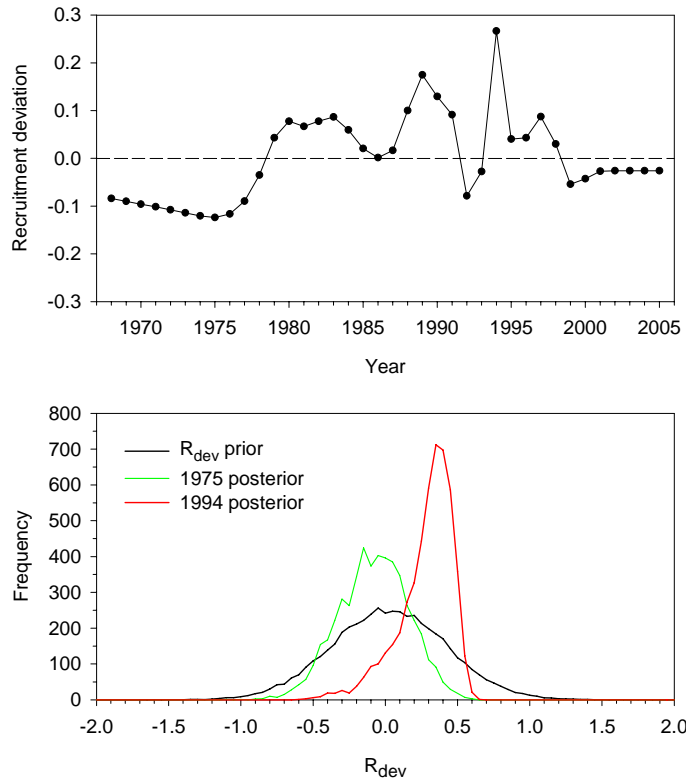 0.3
0.2
0.1
0.0
-0.1
-0.2
-0.3
Recruitment deviation
1970 1975 1980 1985 1990 1995 2000 2005
Year
800
700
600
500
400
300
200
100
0
Frequency
R_dev prior
1975 posterior
1994 posterior
-2.0 -1.5 -1.0 -0.5 0.0 0.5 1.0 1.5 2.0
R_dev